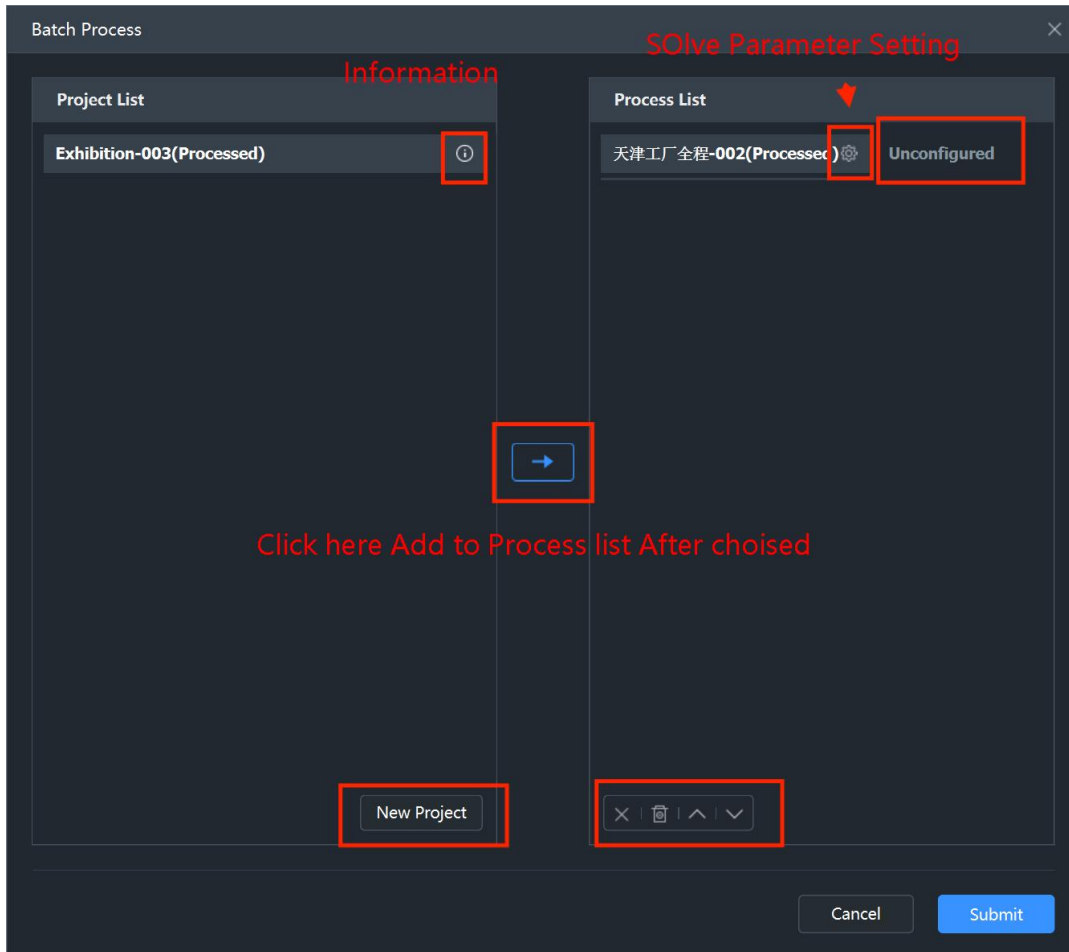 Batch Process
SOlve Parameter Setting
Information
Project List
Process List
Exhibition-003(Processed)
天津工厂全程-002(Processed)
Unconfigured
Click here Add to Process list After choised
New Project
Cancel
Submit